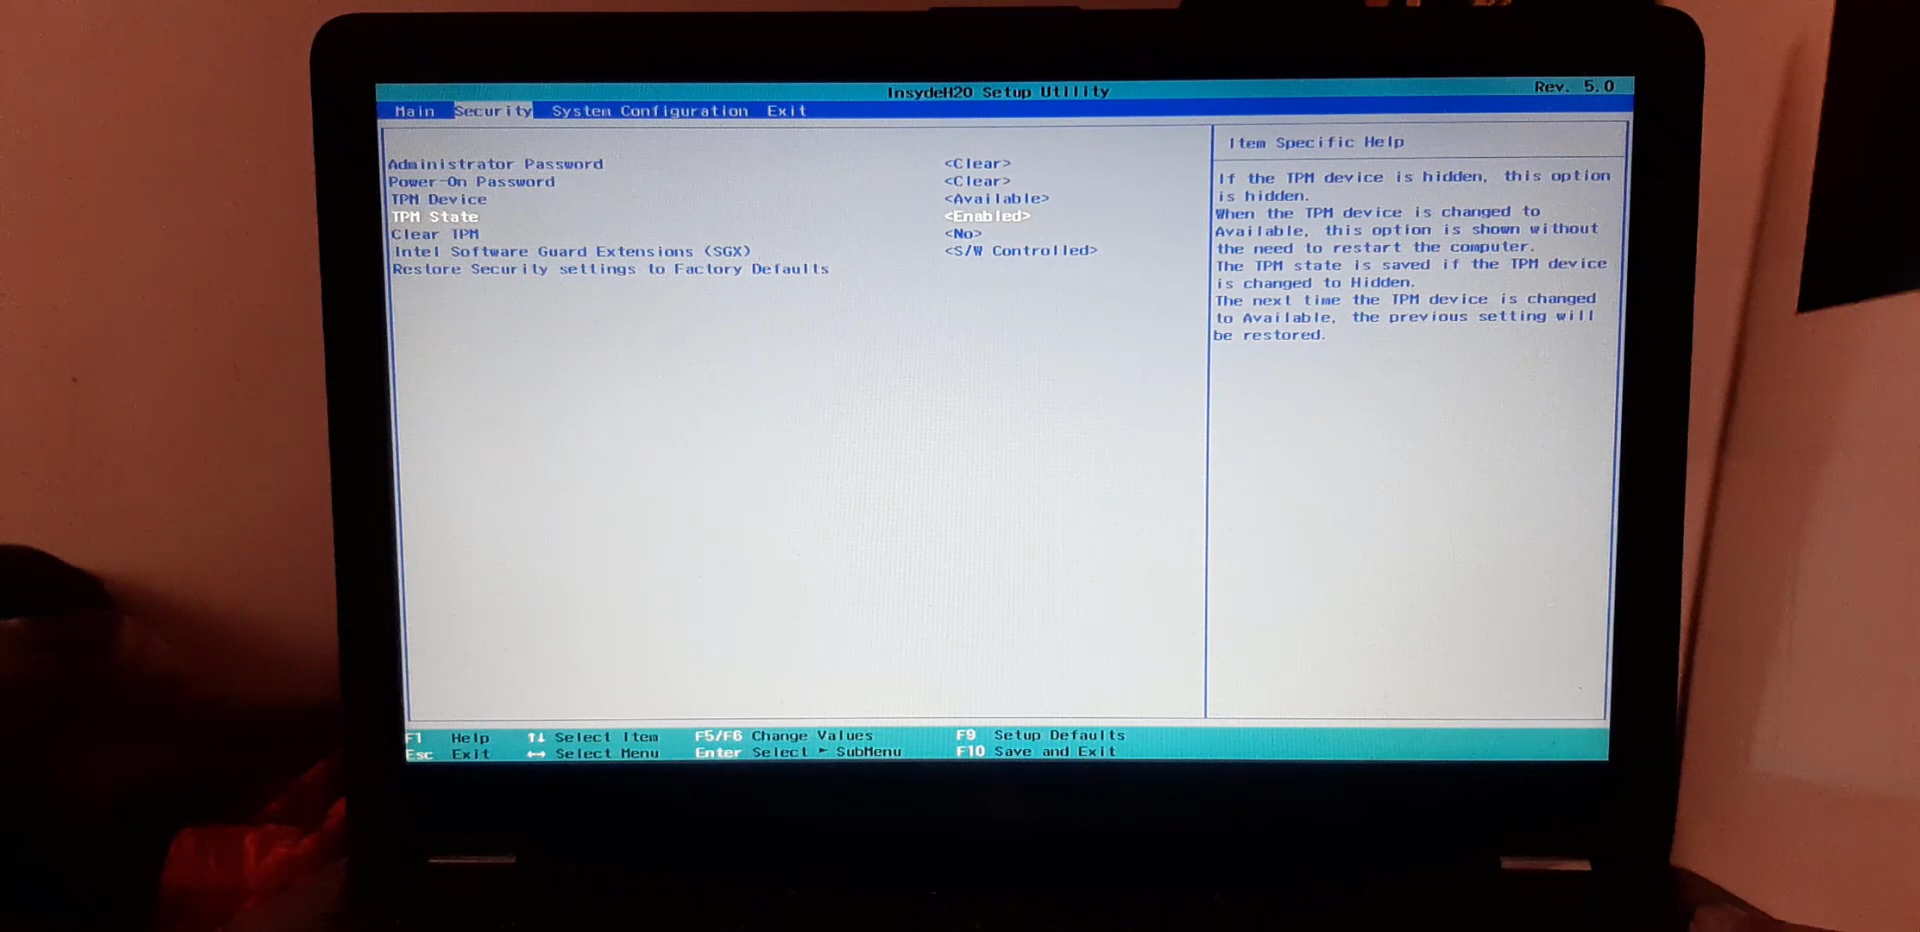 InsydeH20 Setup Utility Rev. 5.0
Main Security System Configuration Exit
Administrator Password <Clear>
Power-On Password <Clear>
TPM Device <Available>
TPM State <Enabled>
Clear TPM <No>
Intel Software Guard Extensions (SGX) <S/W Controlled>
Restore Security settings to Factory Defaults
Item Specific Help
If the TPM device is hidden, this option
is hidden.
When the TPM device is changed to
Available, this option is shown without
the need to restart the computer.
The TPM state is saved if the TPM device
is changed to Hidden.
The next time the TPM device is changed
to Available, the previous setting will
be restored.
F1 Help ↑↓ Select Item F5/F6 Change Values F9 Setup Defaults
Esc Exit ↔ Select Menu Enter Select ► SubMenu F10 Save and Exit